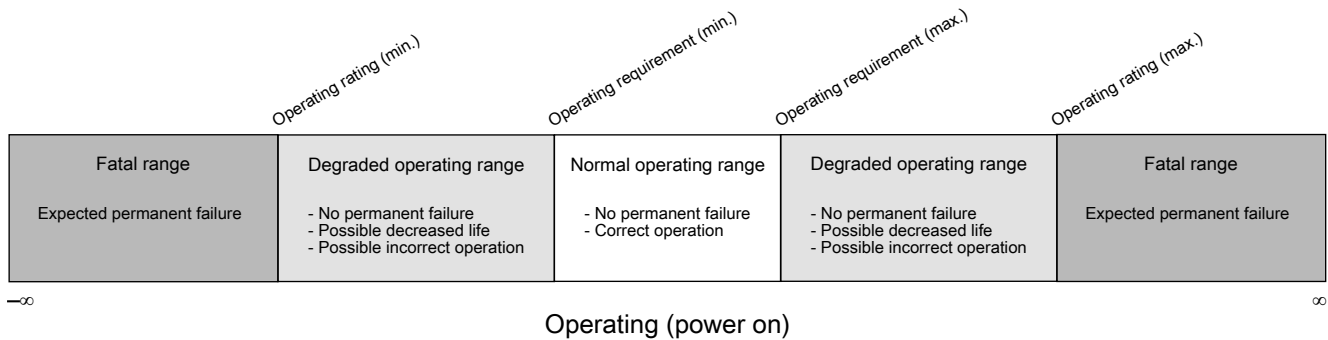 Operating rating (min.)
Operating requirement (min.)
Operating requirement (max.)
Operating rating (max.)
Fatal range
Expected permanent failure
Degraded operating range
- No permanent failure
- Possible decreased life
- Possible incorrect operation
Normal operating range
- No permanent failure
- Correct operation
Degraded operating range
- No permanent failure
- Possible decreased life
- Possible incorrect operation
Fatal range
Expected permanent failure
–∞
∞
Operating (power on)